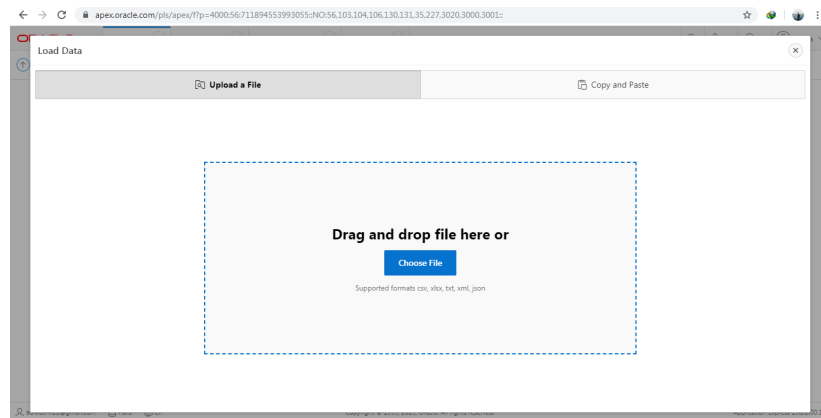 apex.oracle.com/pls/apex/f?p=4000:56:711894553993055::NO:56,103,104,106,130,131,35,227,3020,3000,3001::
Load Data
Upload a File
Copy and Paste
Drag and drop file here or
Choose File
Supported formats csv, xlsx, txt, xml, json